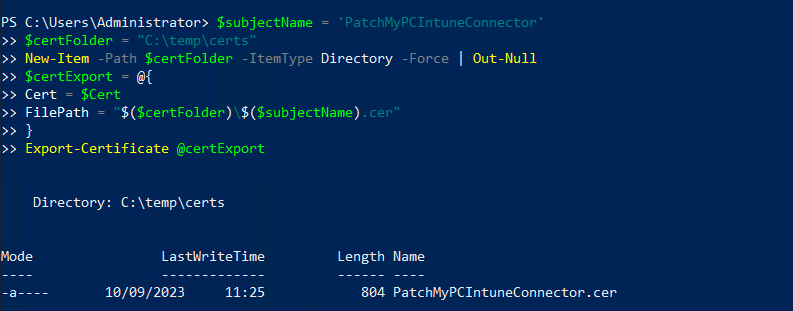 PS C:\Users\Administrator> $subjectName = 'PatchMyPCIntuneConnector'
>> $certFolder = "C:\temp\certs"
>> New-Item -Path $certFolder -ItemType Directory -Force | Out-Null
>> $certExport = @{
>> Cert = $Cert
>> FilePath = "$($certFolder)\$($subjectName).cer"
>> }
>> Export-Certificate @certExport
Directory: C:\temp\certs
Mode LastWriteTime Length Name
---- ------------- ------ ----
-a---- 10/09/2023 11:25 804 PatchMyPCIntuneConnector.cer